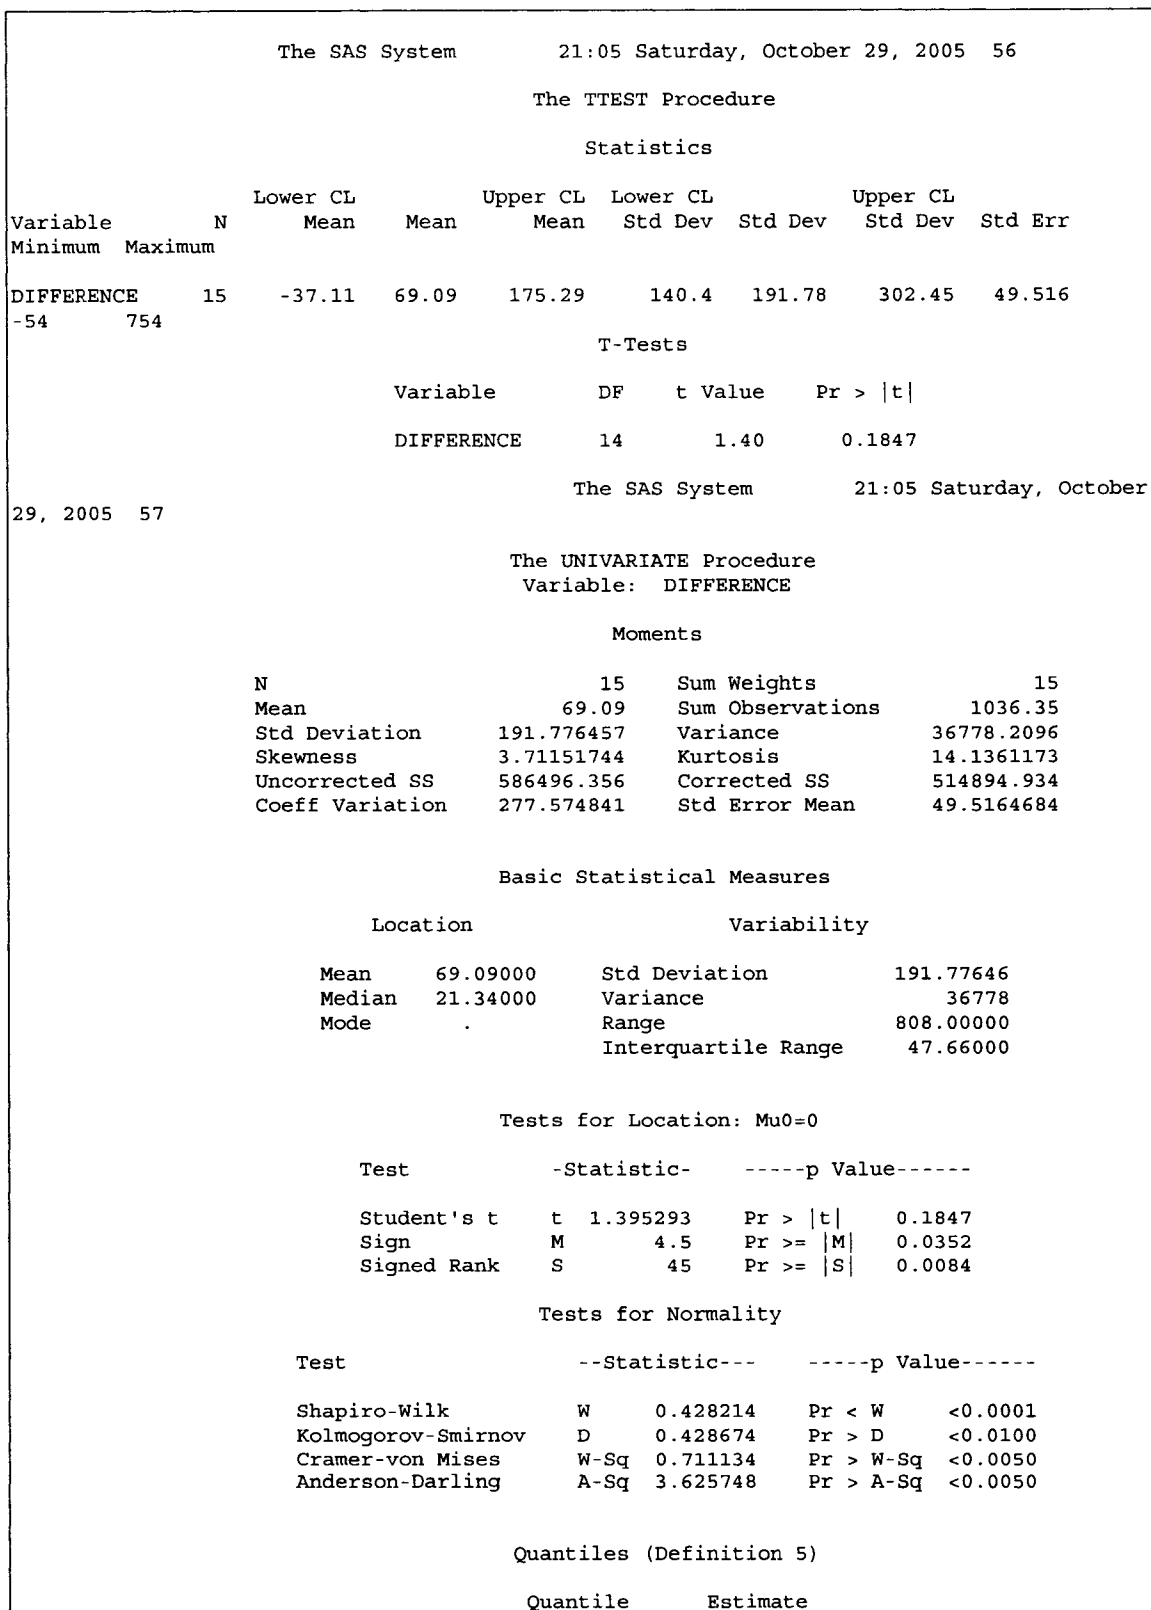 The SAS System 21:05 Saturday, October 29, 2005 56
The TTEST Procedure
Statistics
Lower CL Upper CL Lower CL Upper CL
Variable N Mean Mean Mean Std Dev Std Dev Std Dev Std Err
Minimum Maximum
DIFFERENCE 15 -37.11 69.09 175.29 140.4 191.78 302.45 49.516
-54 754
T-Tests
Variable DF t Value Pr > |t|
DIFFERENCE 14 1.40 0.1847
The SAS System 21:05 Saturday, October
29, 2005 57
The UNIVARIATE Procedure
Variable: DIFFERENCE
Moments
N 15 Sum Weights 15
Mean 69.09 Sum Observations 1036.35
Std Deviation 191.776457 Variance 36778.2096
Skewness 3.71151744 Kurtosis 14.1361173
Uncorrected SS 586496.356 Corrected SS 514894.934
Coeff Variation 277.574841 Std Error Mean 49.5164684
Basic Statistical Measures
Location Variability
Mean 69.09000 Std Deviation 191.77646
Median 21.34000 Variance 36778
Mode . Range 808.00000
Interquartile Range 47.66000
Tests for Location: Mu0=0
Test -Statistic- -----p Value------
Student's t t 1.395293 Pr > |t| 0.1847
Sign M 4.5 Pr >= |M| 0.0352
Signed Rank S 45 Pr >= |S| 0.0084
Tests for Normality
Test --Statistic--- -----p Value------
Shapiro-Wilk W 0.428214 Pr < W <0.0001
Kolmogorov-Smirnov D 0.428674 Pr > D <0.0100
Cramer-von Mises W-Sq 0.711134 Pr > W-Sq <0.0050
Anderson-Darling A-Sq 3.625748 Pr > A-Sq <0.0050
Quantiles (Definition 5)
Quantile Estimate